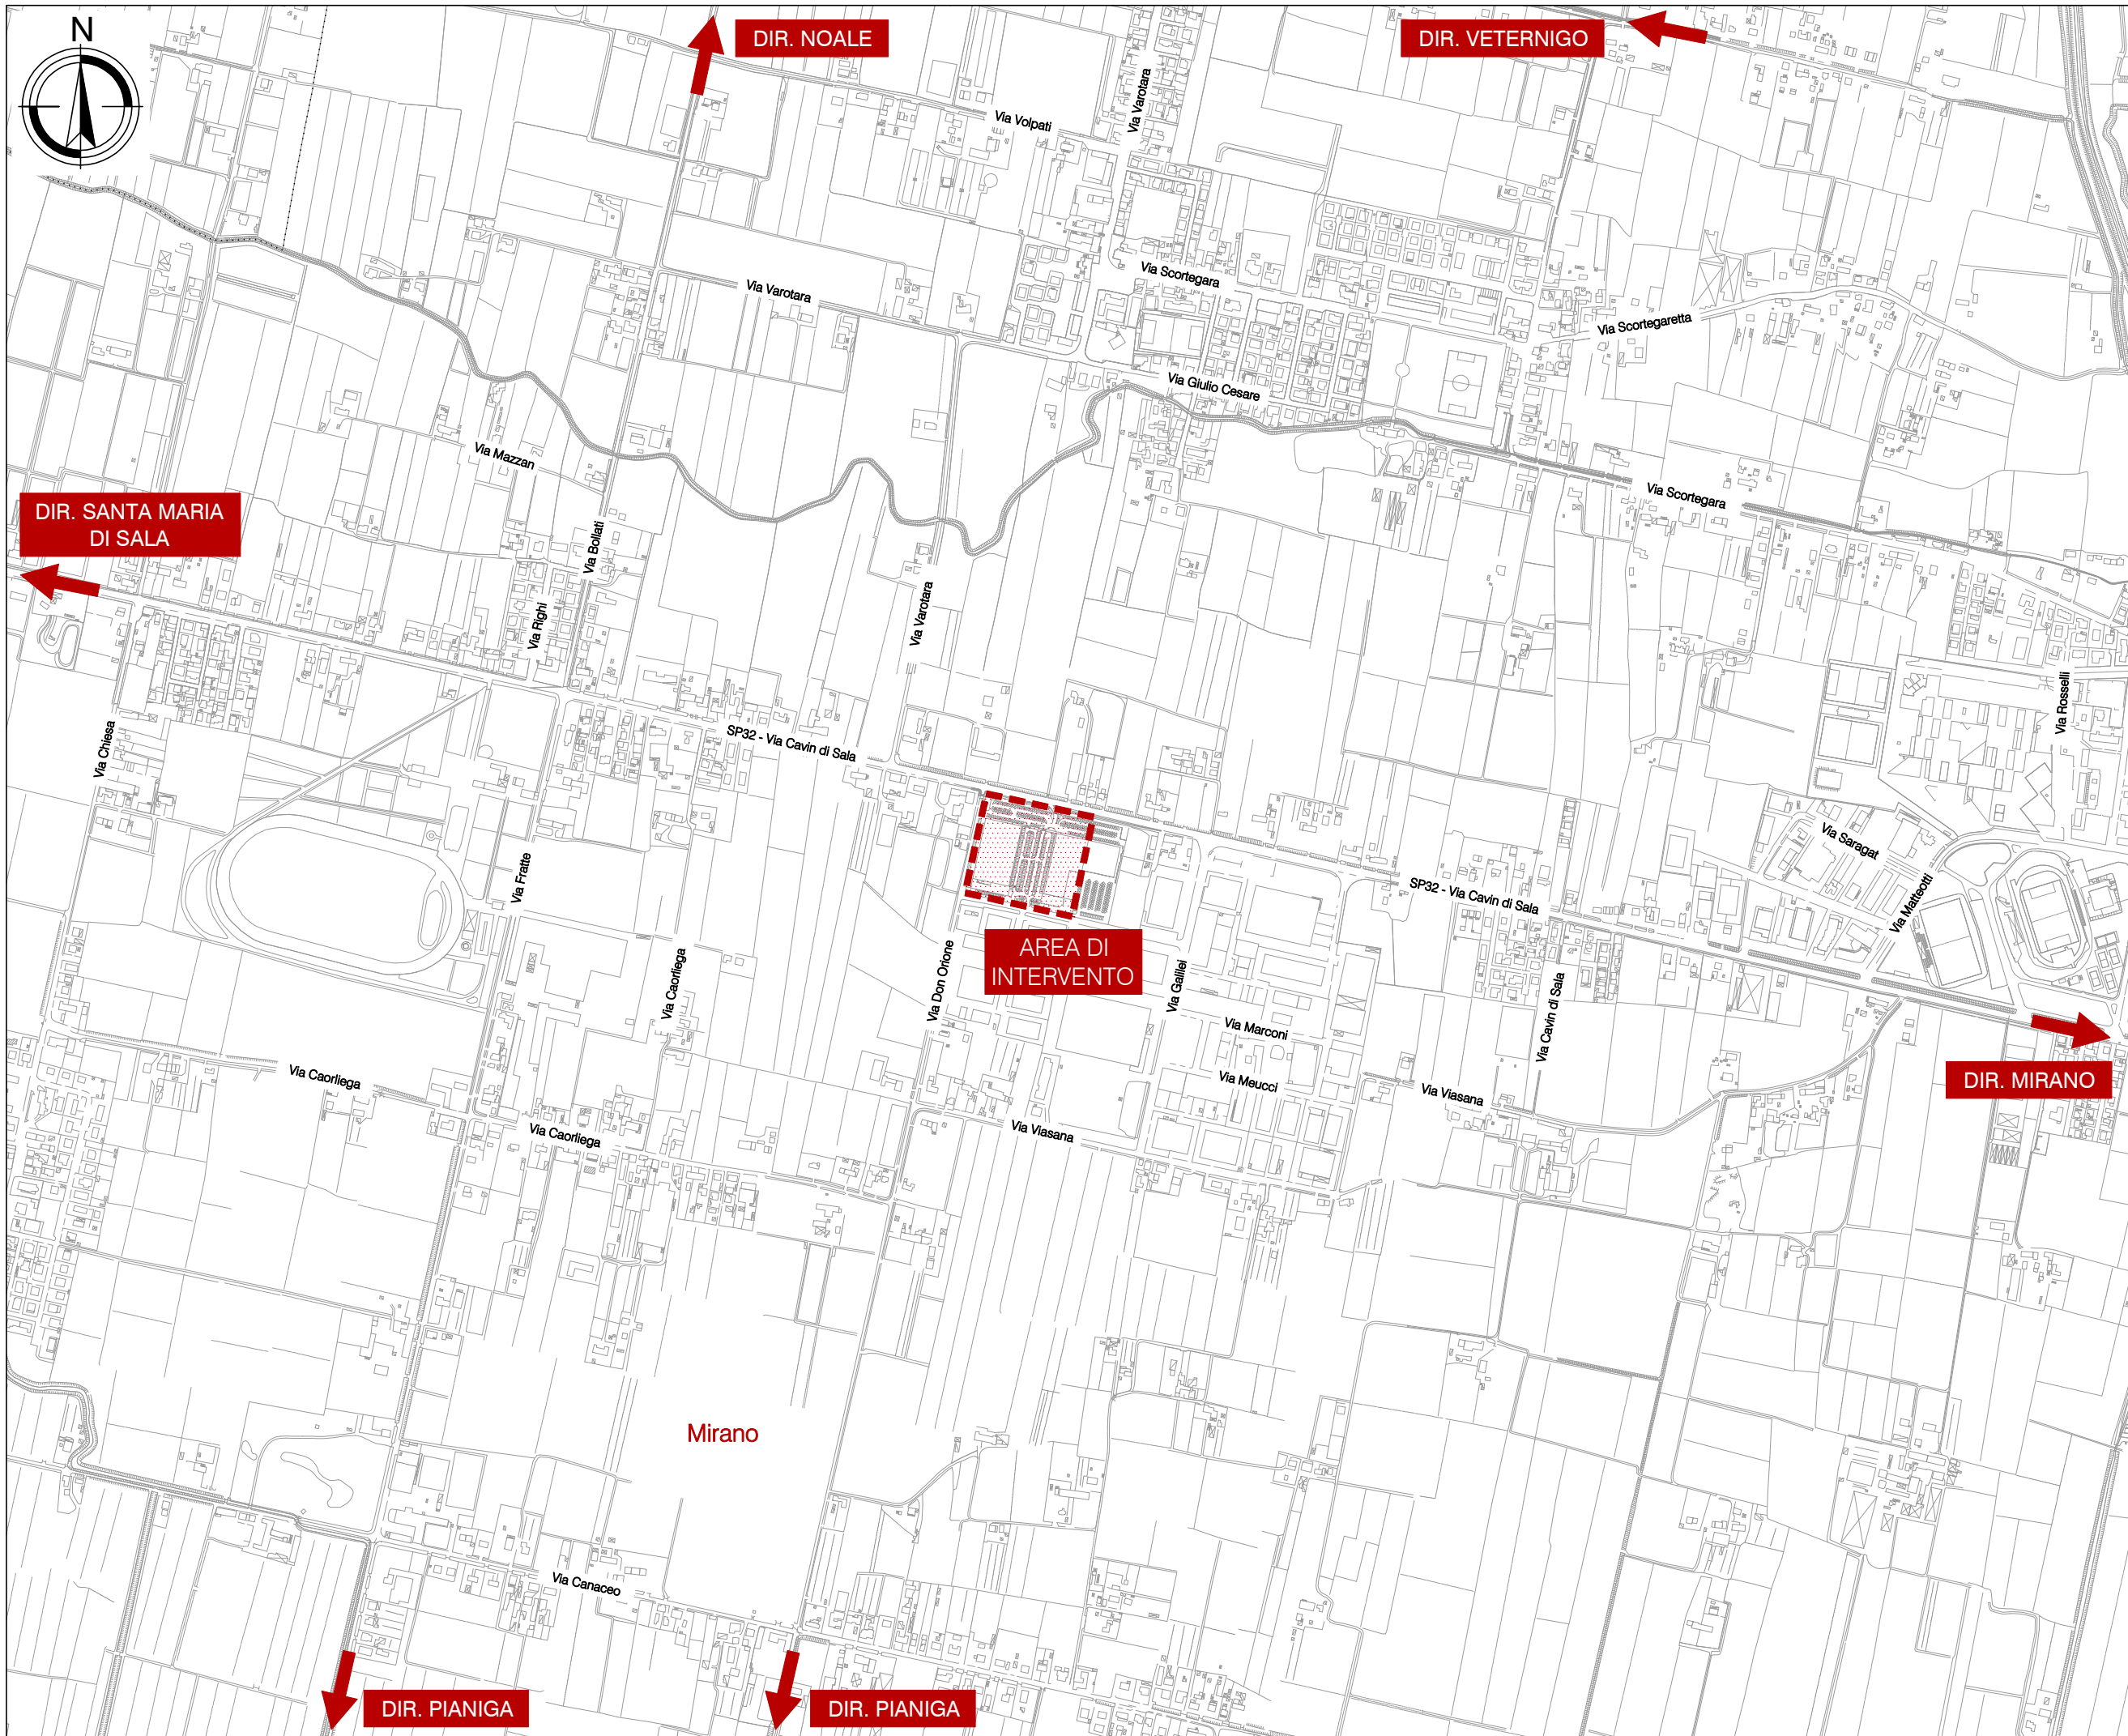 N
DIR. NOALE
DIR. VETERNIGO
Via Varotara
Via Volpati
Via Scortegara
Via Varotara
Via Scortegaretta
Via Giulio Cesare
Via Mazzan
Via Scortegara
DIR. SANTA MARIA
DI SALA
Via Bollati
Via Righi
Via Varotara
Via Rosselli
Via Chiesa
SP32 - Via Cavin di Sala
Via Saragat
Via Fratte
SP32 - Via Cavin di Sala
Via Matteotti
AREA DI
INTERVENTO
Via Caorliega
Via Don Orione
Via Galilei
Via Cavin di Sala
Via Marconi
DIR. MIRANO
Via Caorliega
Via Meucci
Via Viasana
Via Caorliega
Via Viasana
Mirano
Via Canaceo
DIR. PIANIGA
DIR. PIANIGA